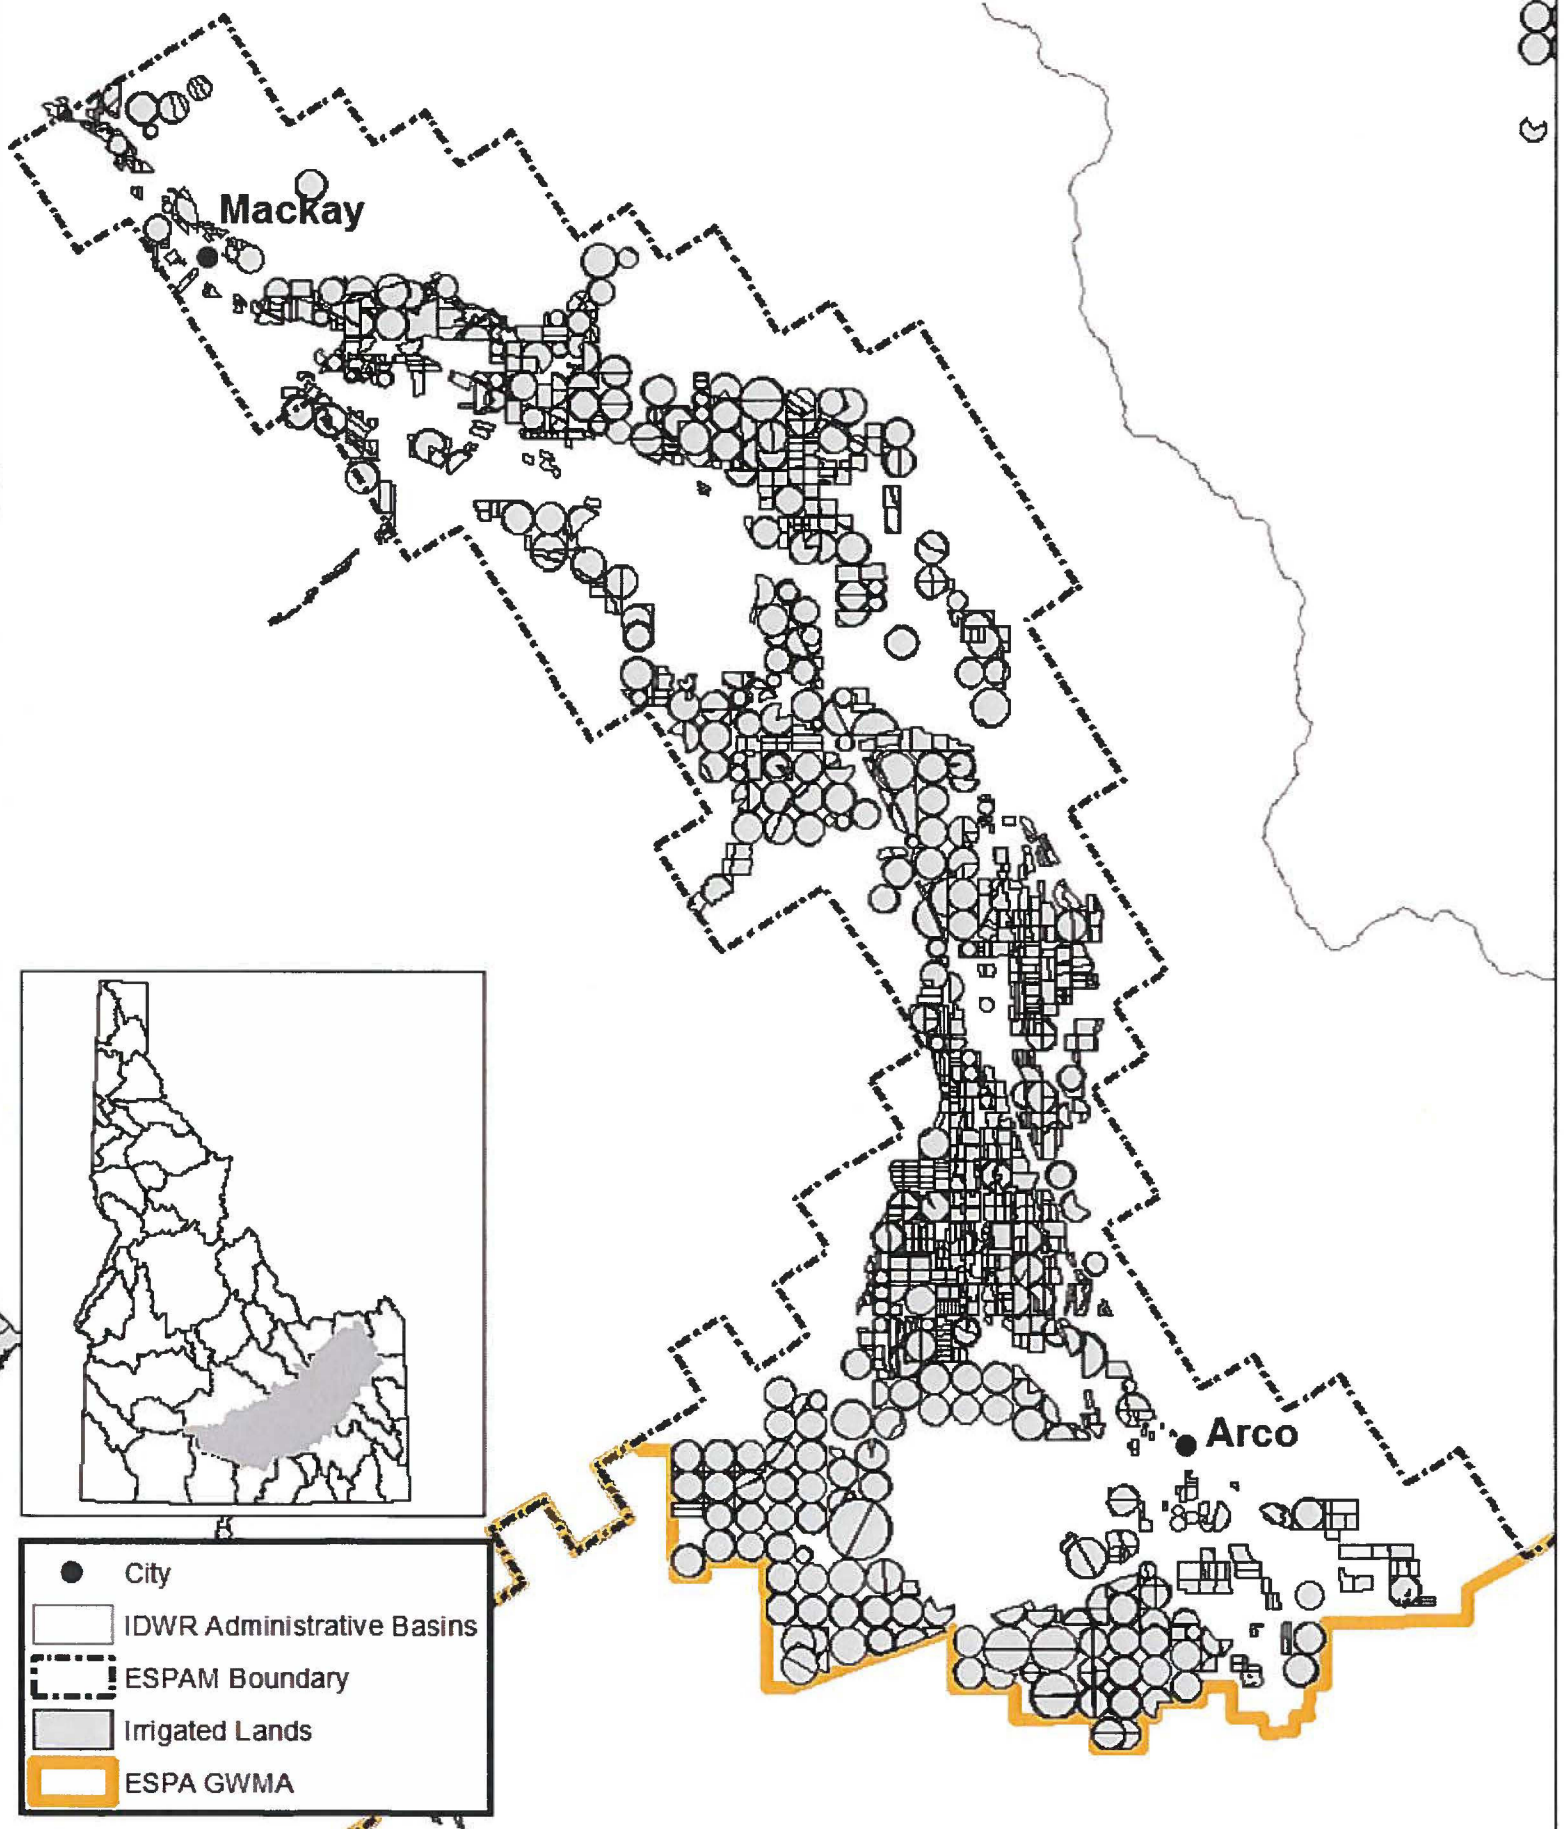 Mackay
Arco
City
IDWR Administrative Basins
ESPAM Boundary
Irrigated Lands
ESPA GWMA